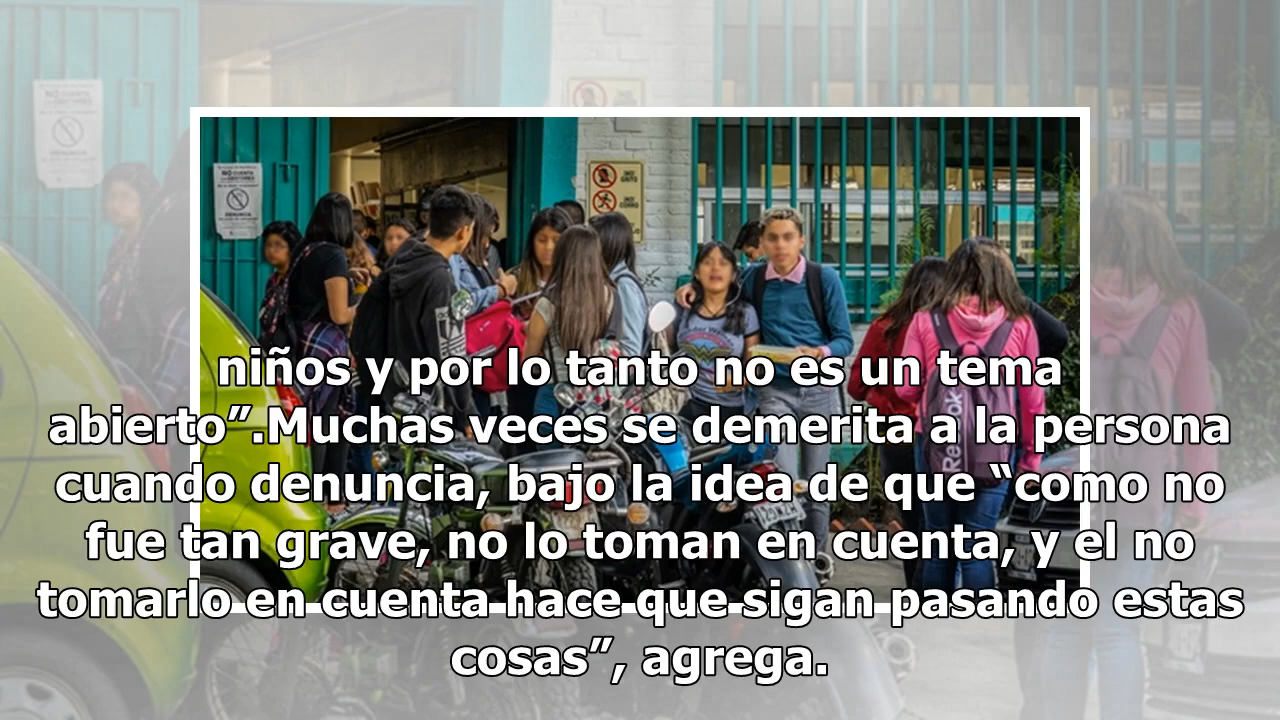 NO
niños y por lo tanto no es un tema
abierto”.Muchas veces se demerita a la persona
cuando denuncia, bajo la idea de que “como no
fue tan grave, no lo toman en cuenta, y el no
tomarlo en cuenta hace que sigan pasando estas
cosas”, agrega.